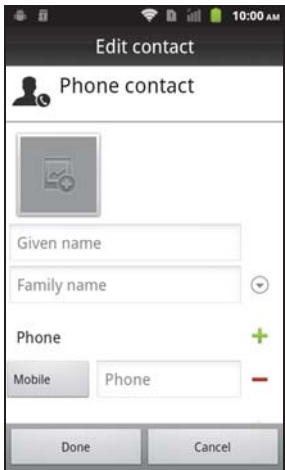 10:00 AM
Edit contact
Phone contact
Given name
Family name
Phone
Mobile Phone
Done Cancel